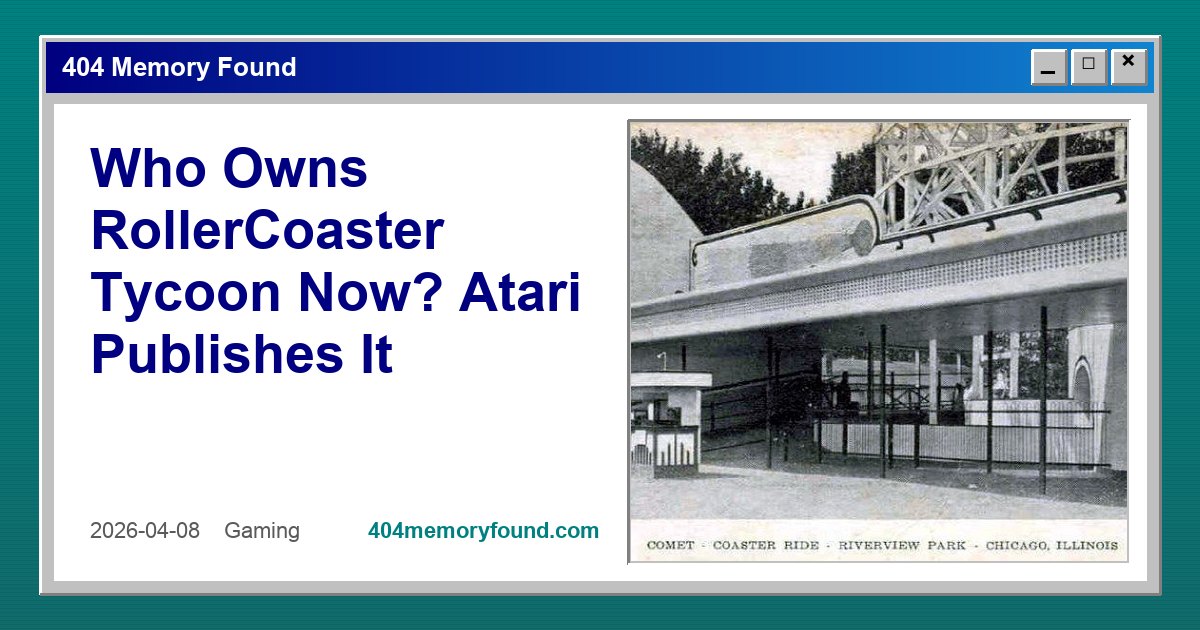 404 Memory Found
Who Owns
RollerCoaster
Tycoon Now? Atari
Publishes It
2026-04-08 Gaming 404memoryfound.com
COMET - COASTER RIDE - RIVERVIEW PARK - CHICAGO, ILLINOIS